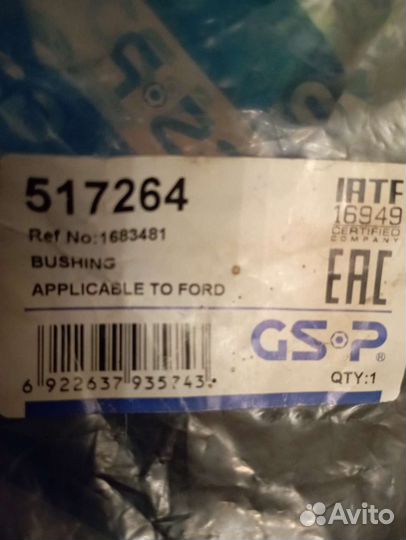 517264
Ref No:1683481
BUSHING
APPLICABLE TO FORD
IATF
16949
CERTIFIED
COMPANY
EAC
GSP®
6 922637 935743
QTY:1
Avito